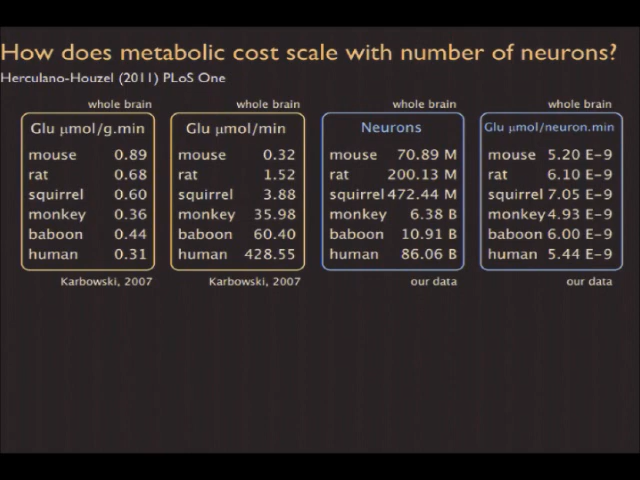 How does metabolic cost scale with number of neurons?
Herculano-Houzel (2011) PLoS One
whole brain
Glu µmol/g.min
mouse 0.89
rat 0.68
squirrel 0.60
monkey 0.36
baboon 0.44
human 0.31
Karbowski, 2007
whole brain
Glu µmol/min
mouse 0.32
rat 1.52
squirrel 3.88
monkey 35.98
baboon 60.40
human 428.55
Karbowski, 2007
whole brain
Neurons
mouse 70.89 M
rat 200.13 M
squirrel 472.44 M
monkey 6.38 B
baboon 10.91 B
human 86.06 B
our data
whole brain
Glu µmol/neuron.min
mouse 5.20 E-9
rat 6.10 E-9
squirrel 7.05 E-9
monkey 4.93 E-9
baboon 6.00 E-9
human 5.44 E-9
our data